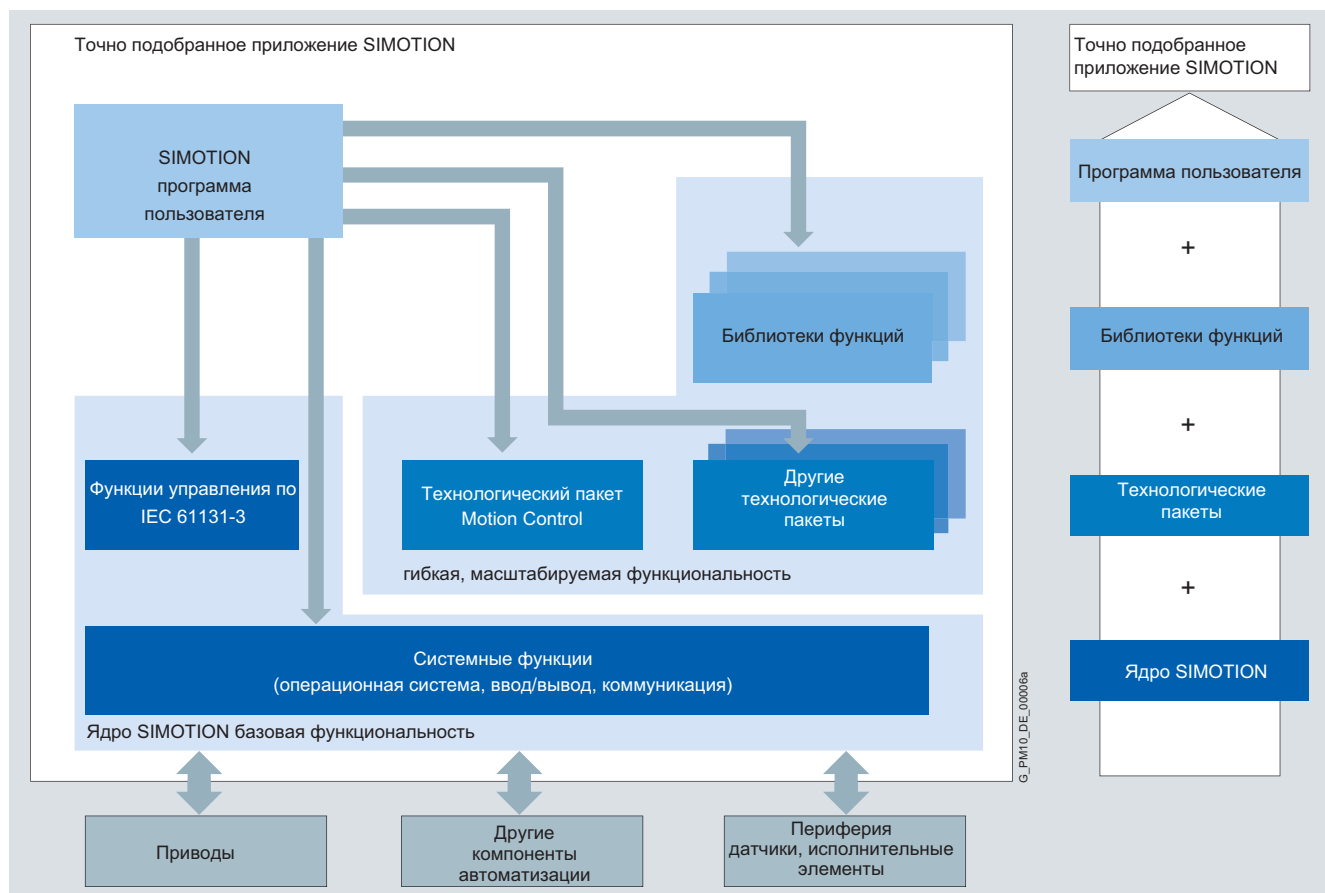 Точно подобранное приложение SIMOTION
SIMOTION
программа
пользователя
Библиотеки функций
Функции управления по
IEC 61131-3
Технологический пакет
Motion Control
Другие
технологические
пакеты
гибкая, масштабируемая функциональность
Системные функции
(операционная система, ввод/вывод, коммуникация)
Ядро SIMOTION базовая функциональность
Приводы
Другие
компоненты
автоматизации
Периферия
датчики, исполнительные
элементы
G_PM10_DE_00006a
Точно подобранное
приложение SIMOTION
Программа пользователя
+
Библиотеки функций
+
Технологические
пакеты
+
Ядро SIMOTION